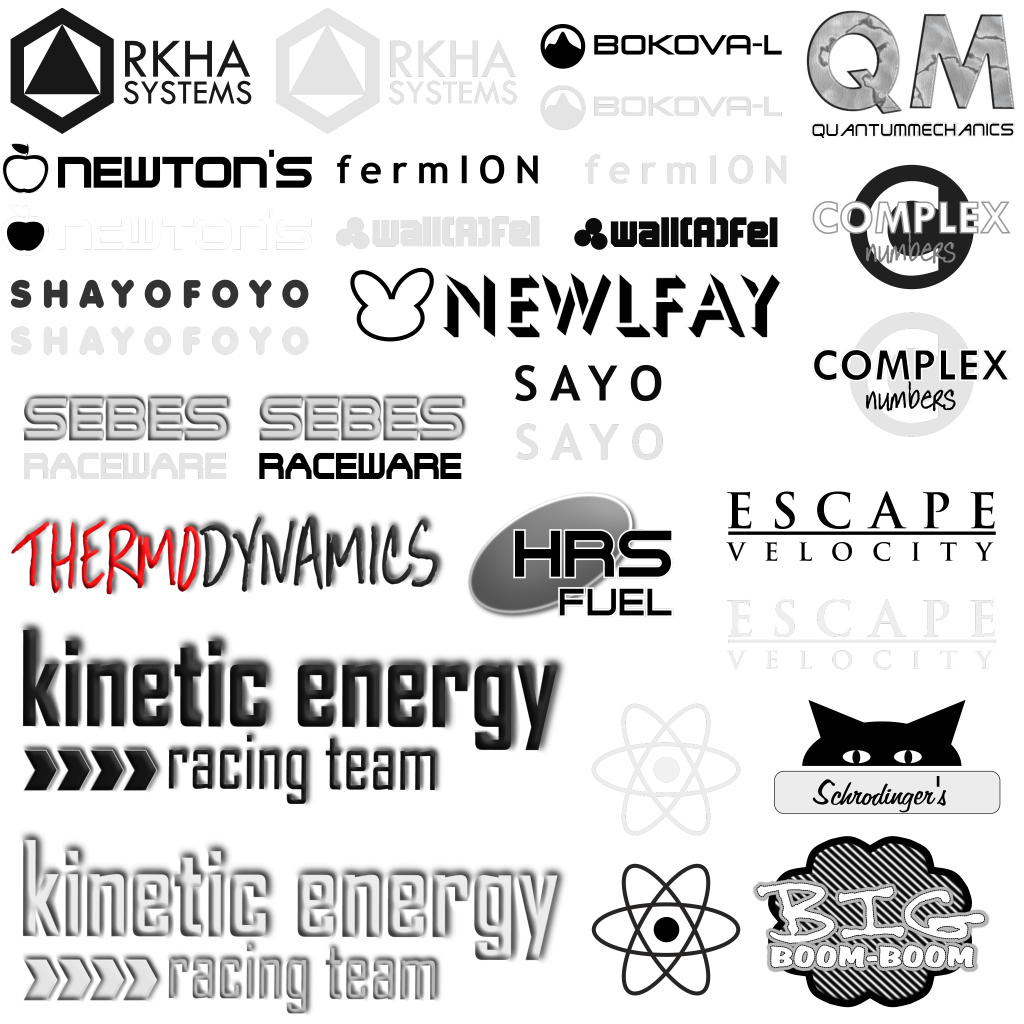 RKHA
SYSTEMS
RKHA
SYSTEMS
BOKOVA-L
BOKOVA-L
QM
QUANTUMMECHANICS
NEWTON'S
fermION
fermION
NEWTON'S
wall(A)Fel
wall(A)Fel
COMPLEX
numbers
SHAYOFOYO
SHAYOFOYO
NEWLFAY
COMPLEX
numbers
SAYO
SAYO
SEBES
RACEWARE
SEBES
RACEWARE
THERMODYNAMICS
HRS
FUEL
ESCAPE
VELOCITY
ESCAPE
VELOCITY
kinetic energy
racing team
Schrodinger's
kinetic energy
racing team
BIG
BOOM-BOOM